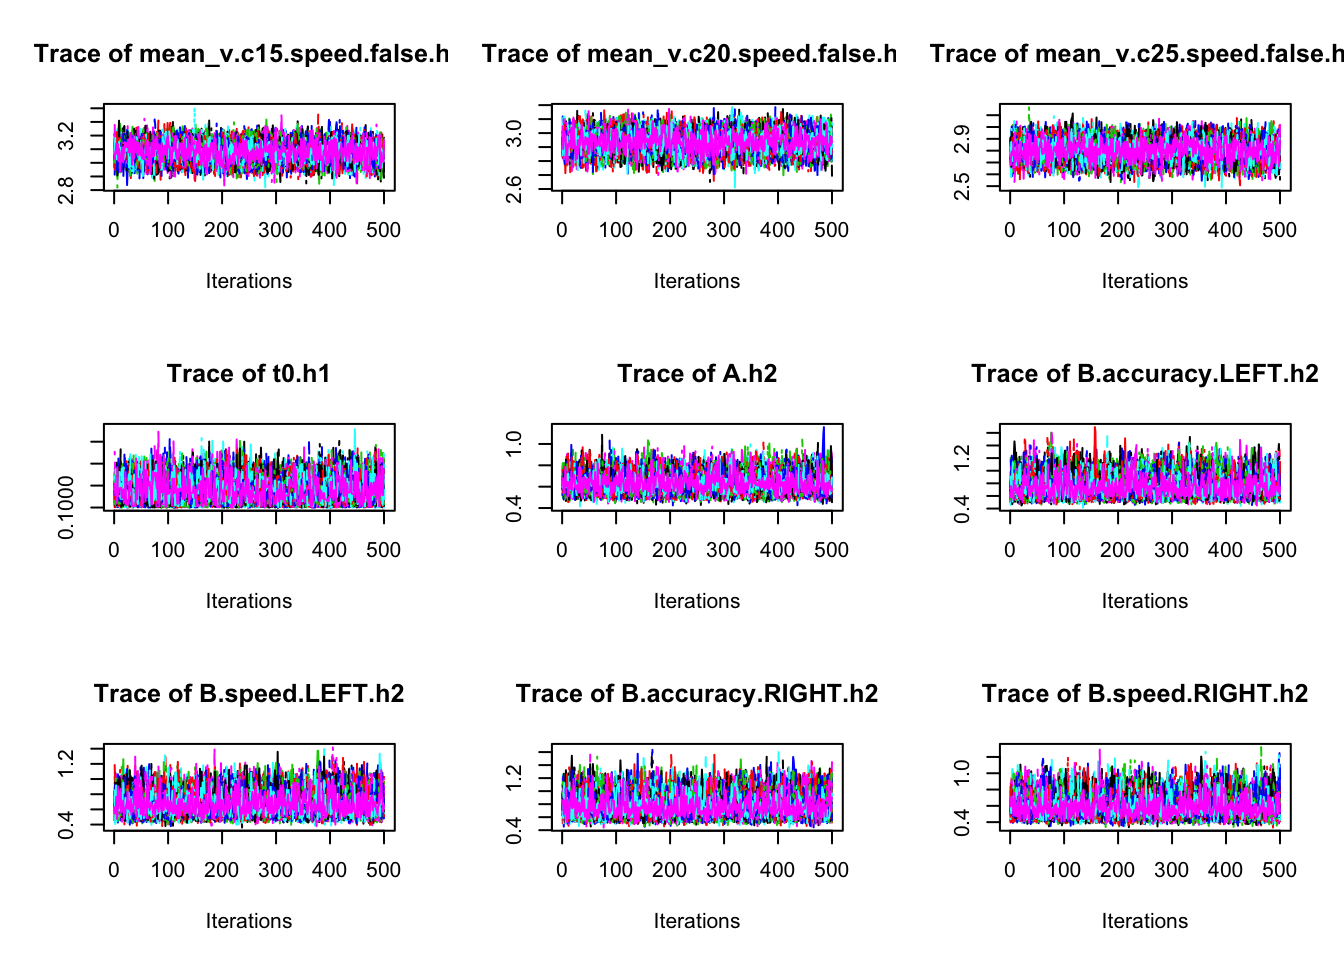 Trace of mean_v.c15.speed.false.h
3.2
2.8
0 100 200 300 400 500
Iterations
Trace of mean_v.c20.speed.false.h
3.0
2.6
0 100 200 300 400 500
Iterations
Trace of mean_v.c25.speed.false.h
2.9
2.5
0 100 200 300 400 500
Iterations
Trace of t0.h1
0.1000
0 100 200 300 400 500
Iterations
Trace of A.h2
1.0
0.4
0 100 200 300 400 500
Iterations
Trace of B.accuracy.LEFT.h2
1.2
0.4
0 100 200 300 400 500
Iterations
Trace of B.speed.LEFT.h2
1.2
0.4
0 100 200 300 400 500
Iterations
Trace of B.accuracy.RIGHT.h2
1.2
0.4
0 100 200 300 400 500
Iterations
Trace of B.speed.RIGHT.h2
1.0
0.4
0 100 200 300 400 500
Iterations